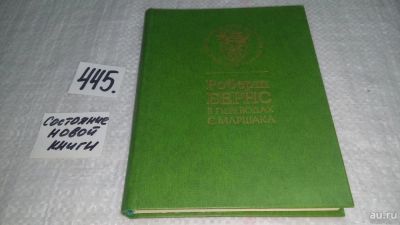 445.
Состояние
новой
книги
Роберт
БЕРНС
В ПЕРЕВОДАХ
С. МАРШАКА
au.ru